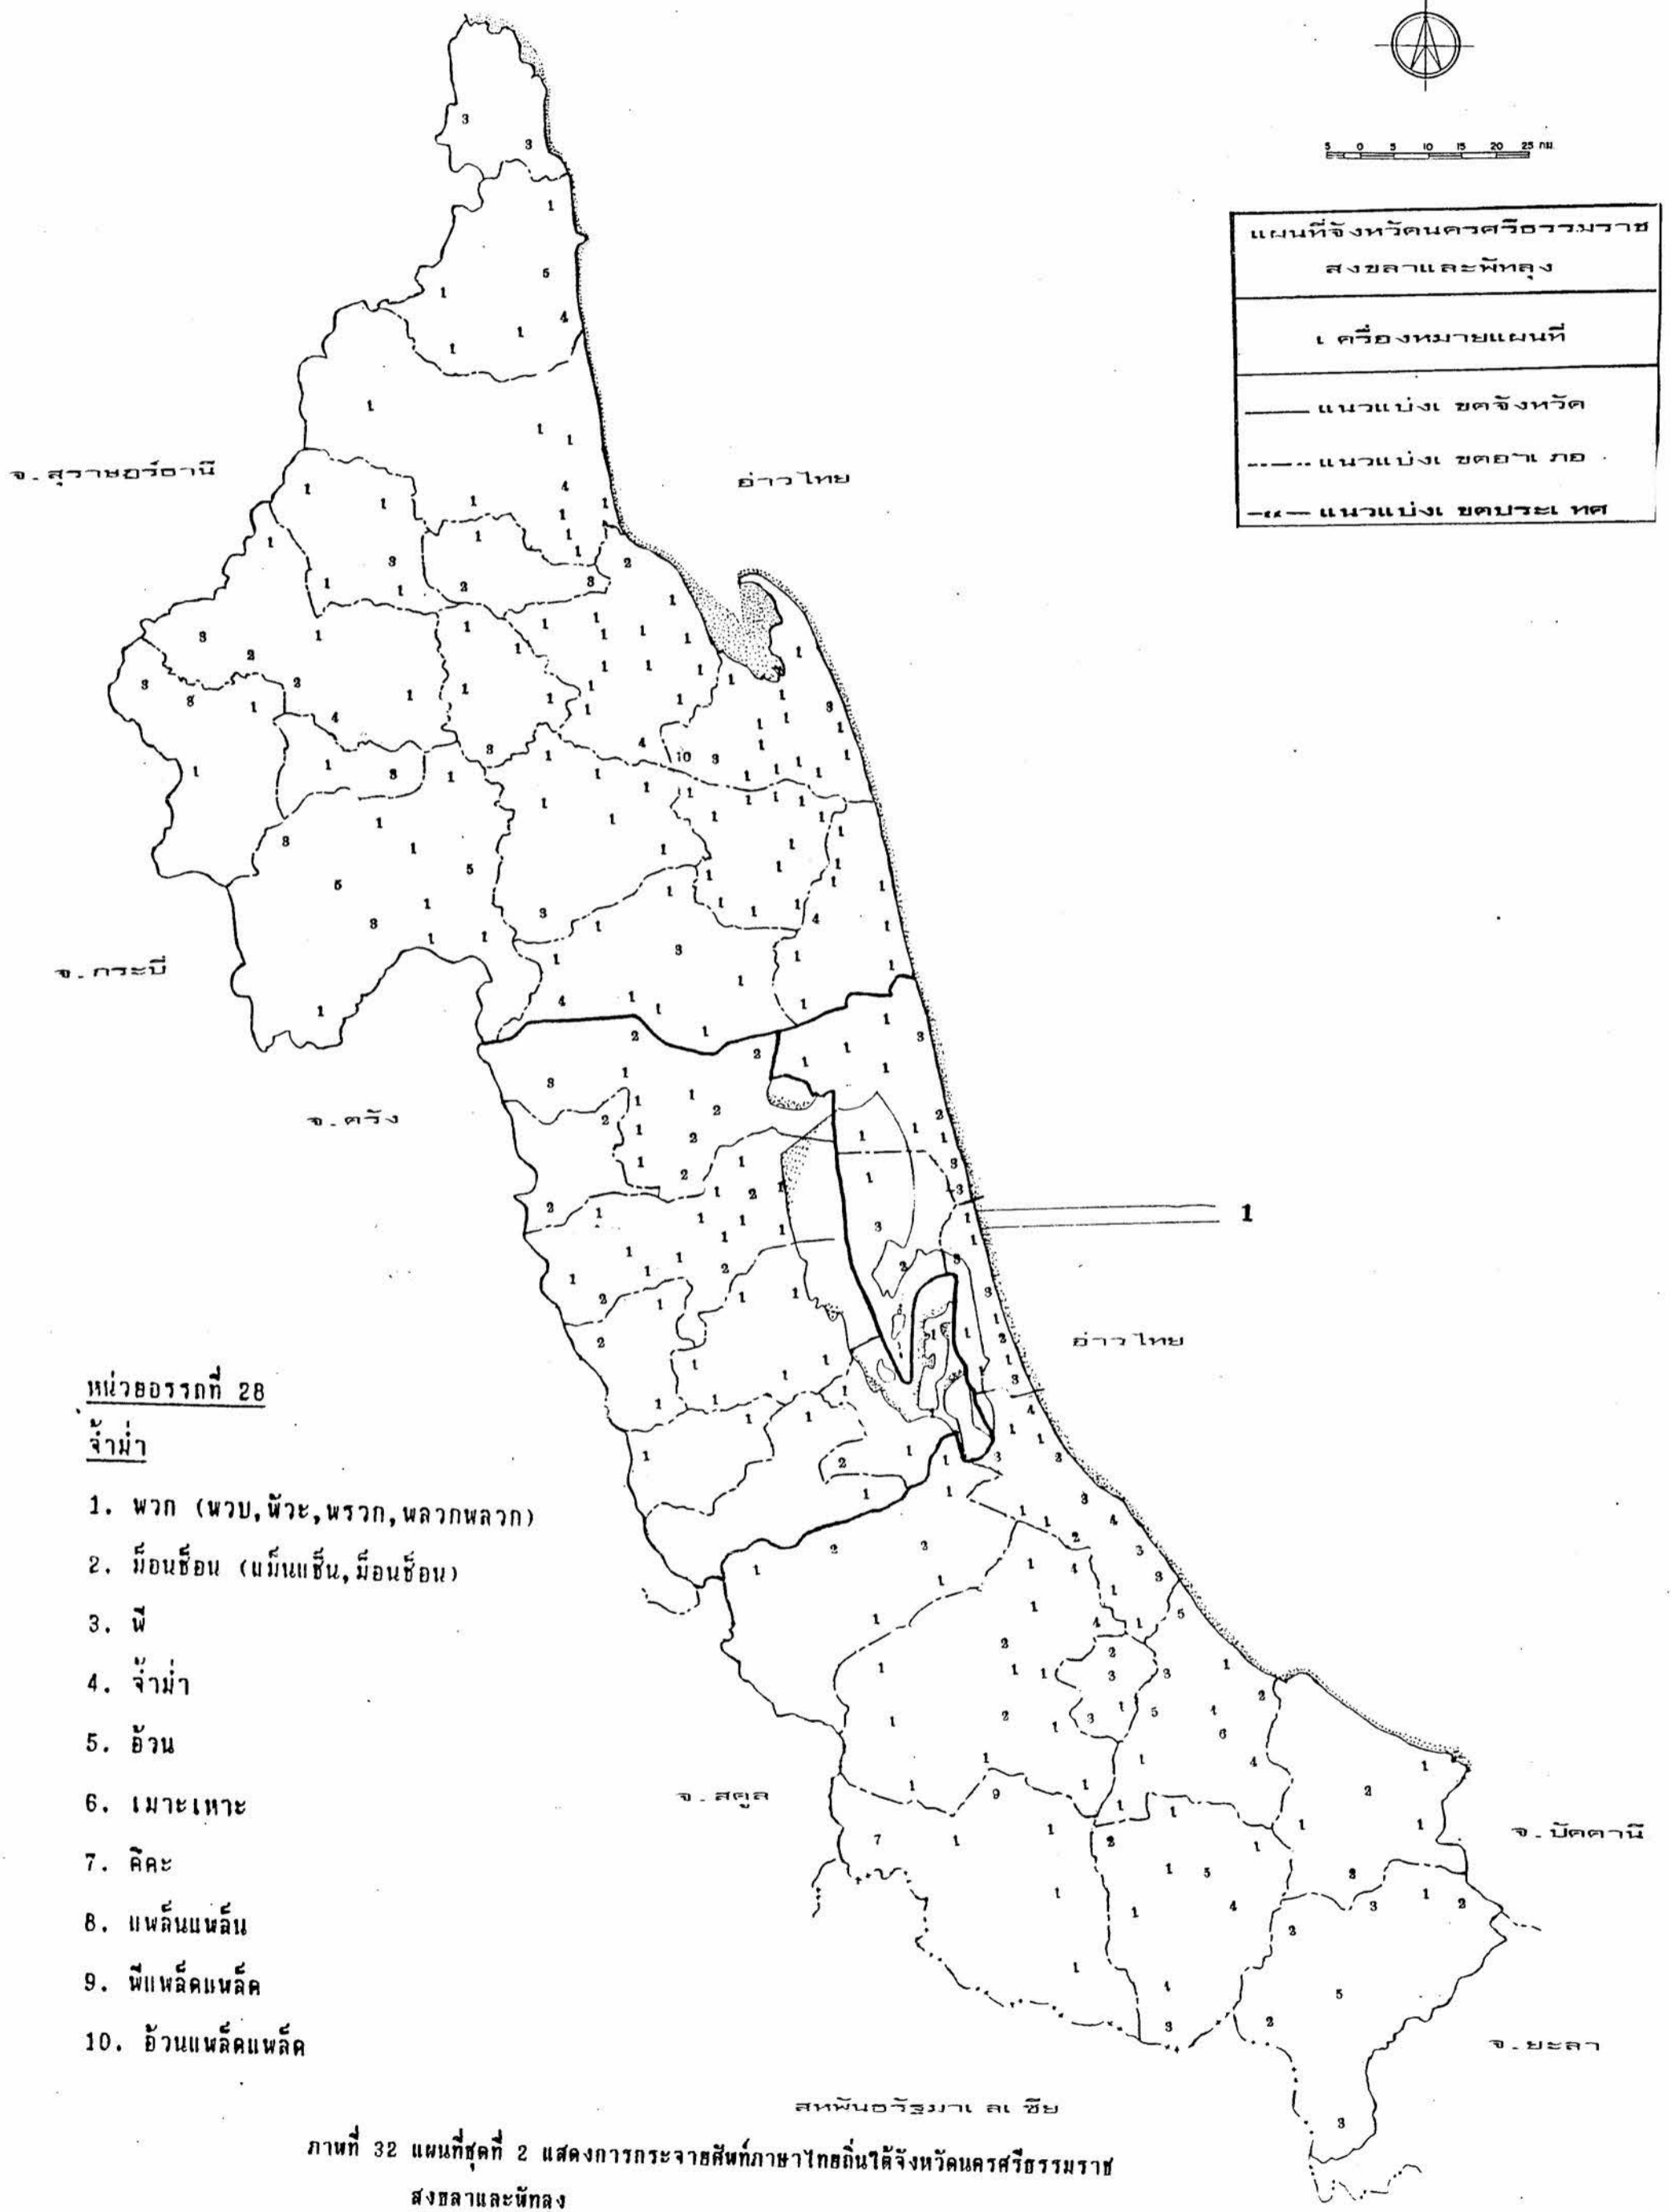 5 0 5 10 15 20 25 กม.
แผนที่จังหวัดนครศรีธรรมราช
สงขลาและพัทลุง
เครื่องหมายแผนที่
แนวแบ่งเขตจังหวัด
แนวแบ่งเขตอำเภอ
แนวแบ่งเขตประเทศ
จ.สุราษฎร์ธานี
อ่าวไทย
จ.กระบี่
จ.ตรัง
1
อ่าวไทย
หน่วยอรรถที่ 28
จ้ำม่ำ
1. พวก (พวบ,พัวะ,พรวก,พลวกพลวก)
2. ม็อนซ็อน (แม็นแซ็น,ม็อนช็อน)
3. พี
4. จ้ำม่ำ
5. อ้วน
6. เมาะเหาะ
7. ดีดะ
8. แพล็นแพล็น
9. พีแพล็ดแพล็ด
10. อ้วนแพล็ดแพล็ด
จ.สตูล
จ.ปัตตานี
จ.ยะลา
สหพันธรัฐมาเลเซีย
ภาพที่ 32 แผนที่ชุดที่ 2 แสดงการกระจายศัพท์ภาษาไทยถิ่นใต้จังหวัดนครศรีธรรมราช
สงขลาและพัทลุง